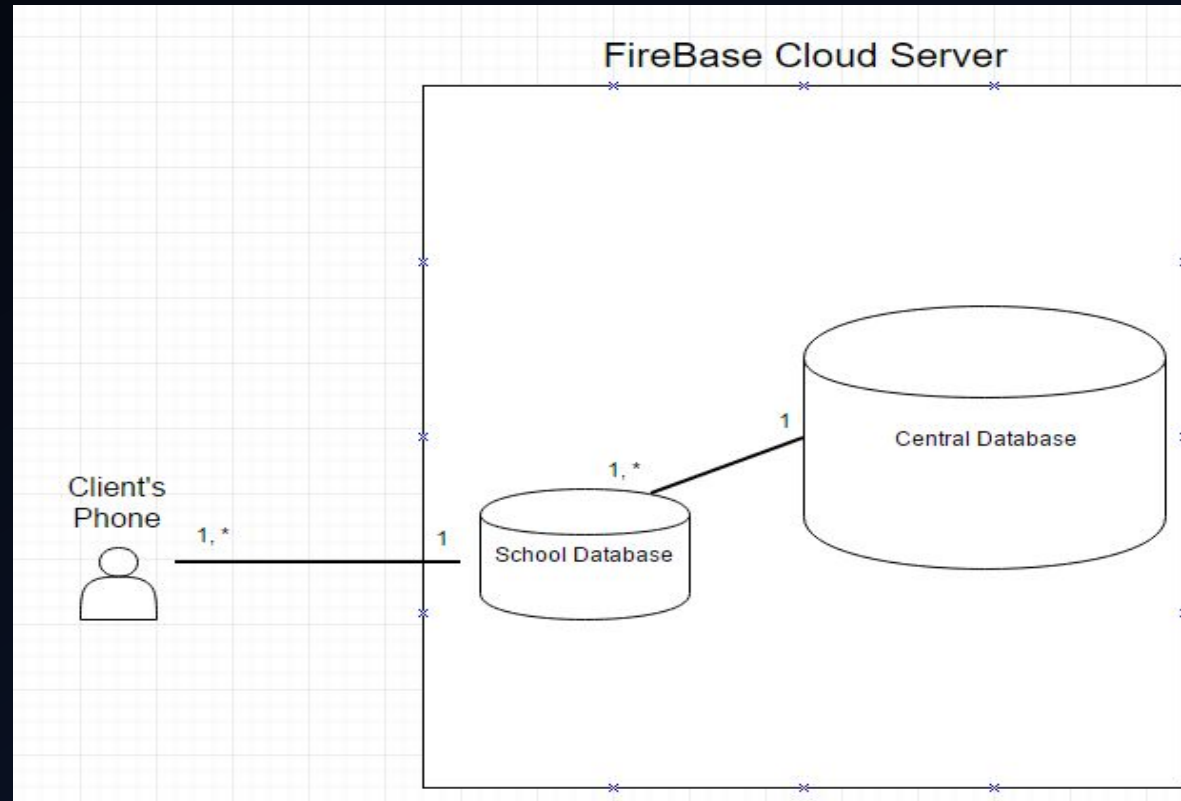 FireBase Cloud Server
Central Database
1
1, *
School Database
Client's
Phone
1, *
1